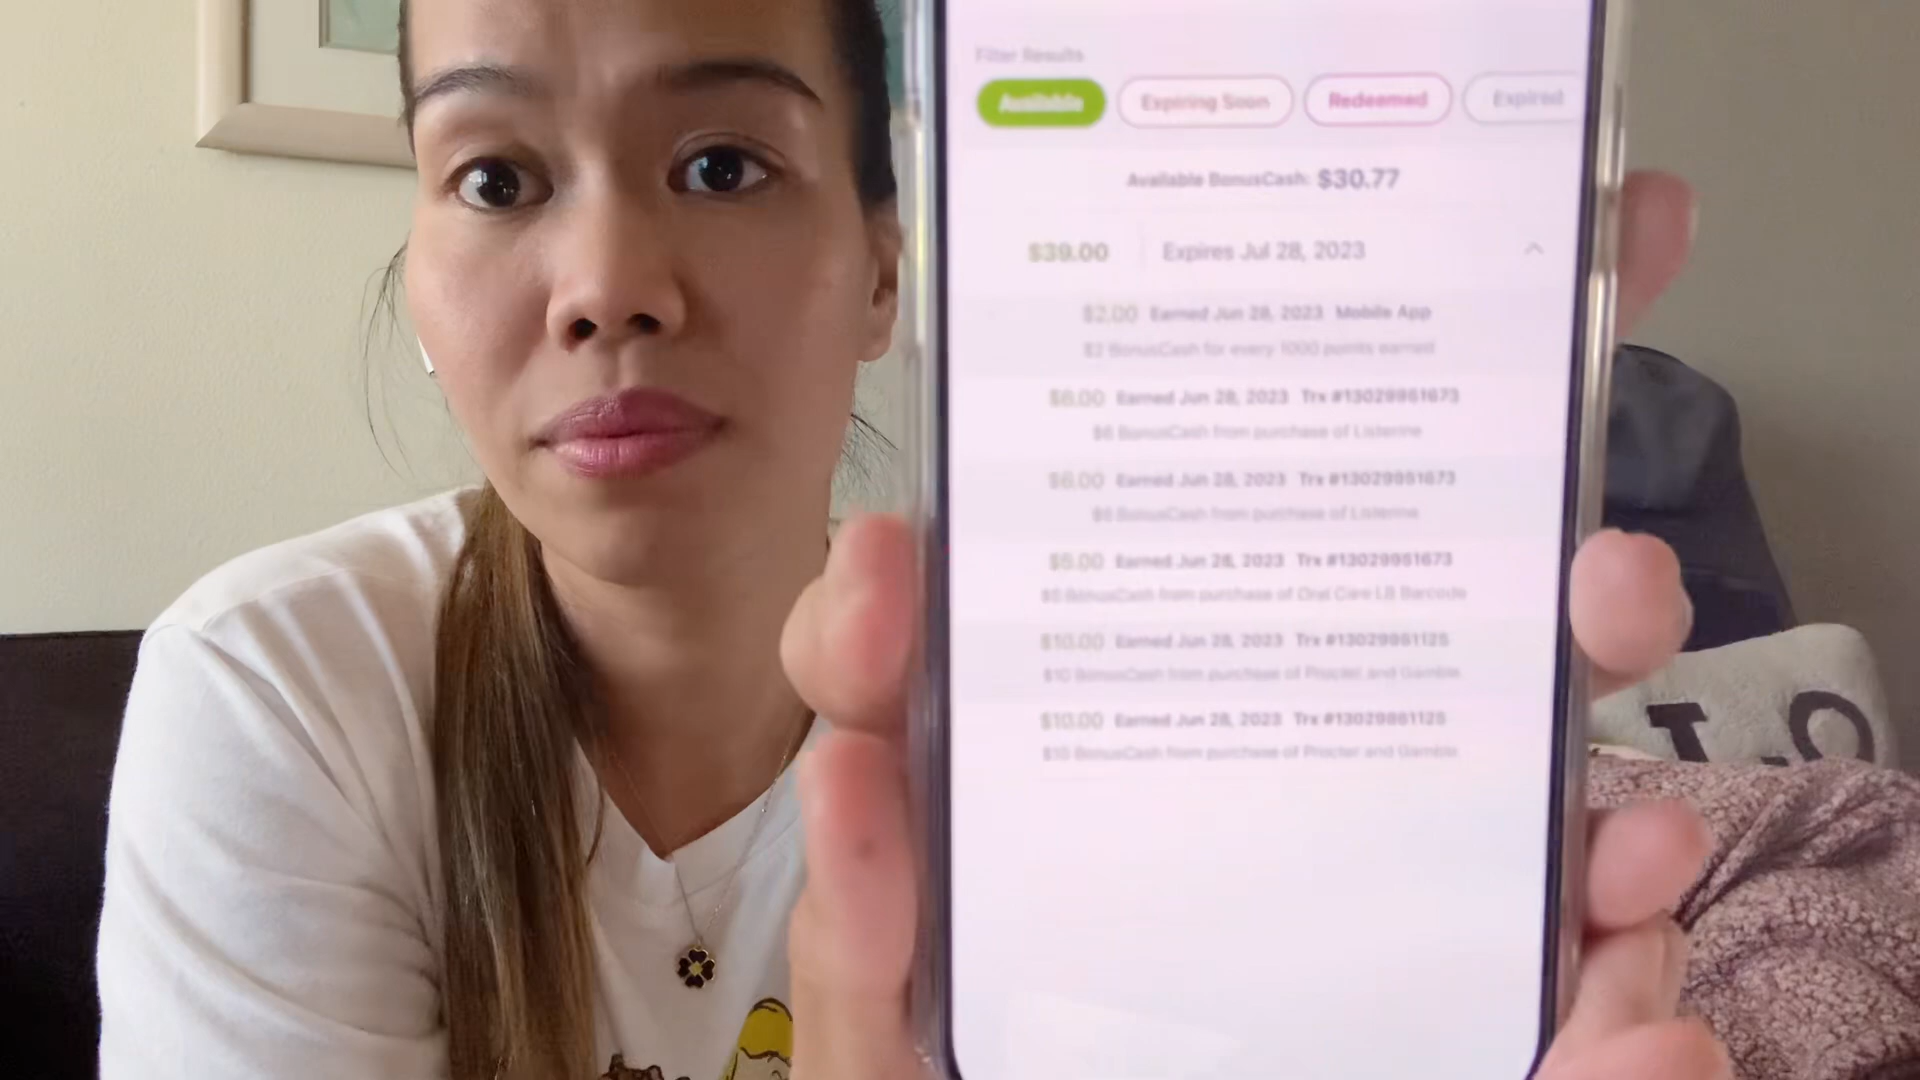 Filter Results
Available Expiring Soon Redeemed Expired
Available BonusCash: $30.77
$39.00 Expires Jul 28, 2023
$2.00 Earned Jun 28, 2023 Mobile App
$2 BonusCash for every 1000 points earned
$6.00 Earned Jun 28, 2023 Trx
$6 BonusCash from purchase of Listerine
$6.00 Earned Jun 28, 2023 Trx
$6 BonusCash from purchase of Listerine
$5.00 Earned Jun 28, 2023 Trx
$5 BonusCash from purchase of Oral Care LB Barcode
$10.00 Earned Jun 28, 2023 Trx
$10 BonusCash from purchase of Procter and Gamble
$10.00 Earned Jun 28, 2023 Trx
$10 BonusCash from purchase of Procter and Gamble